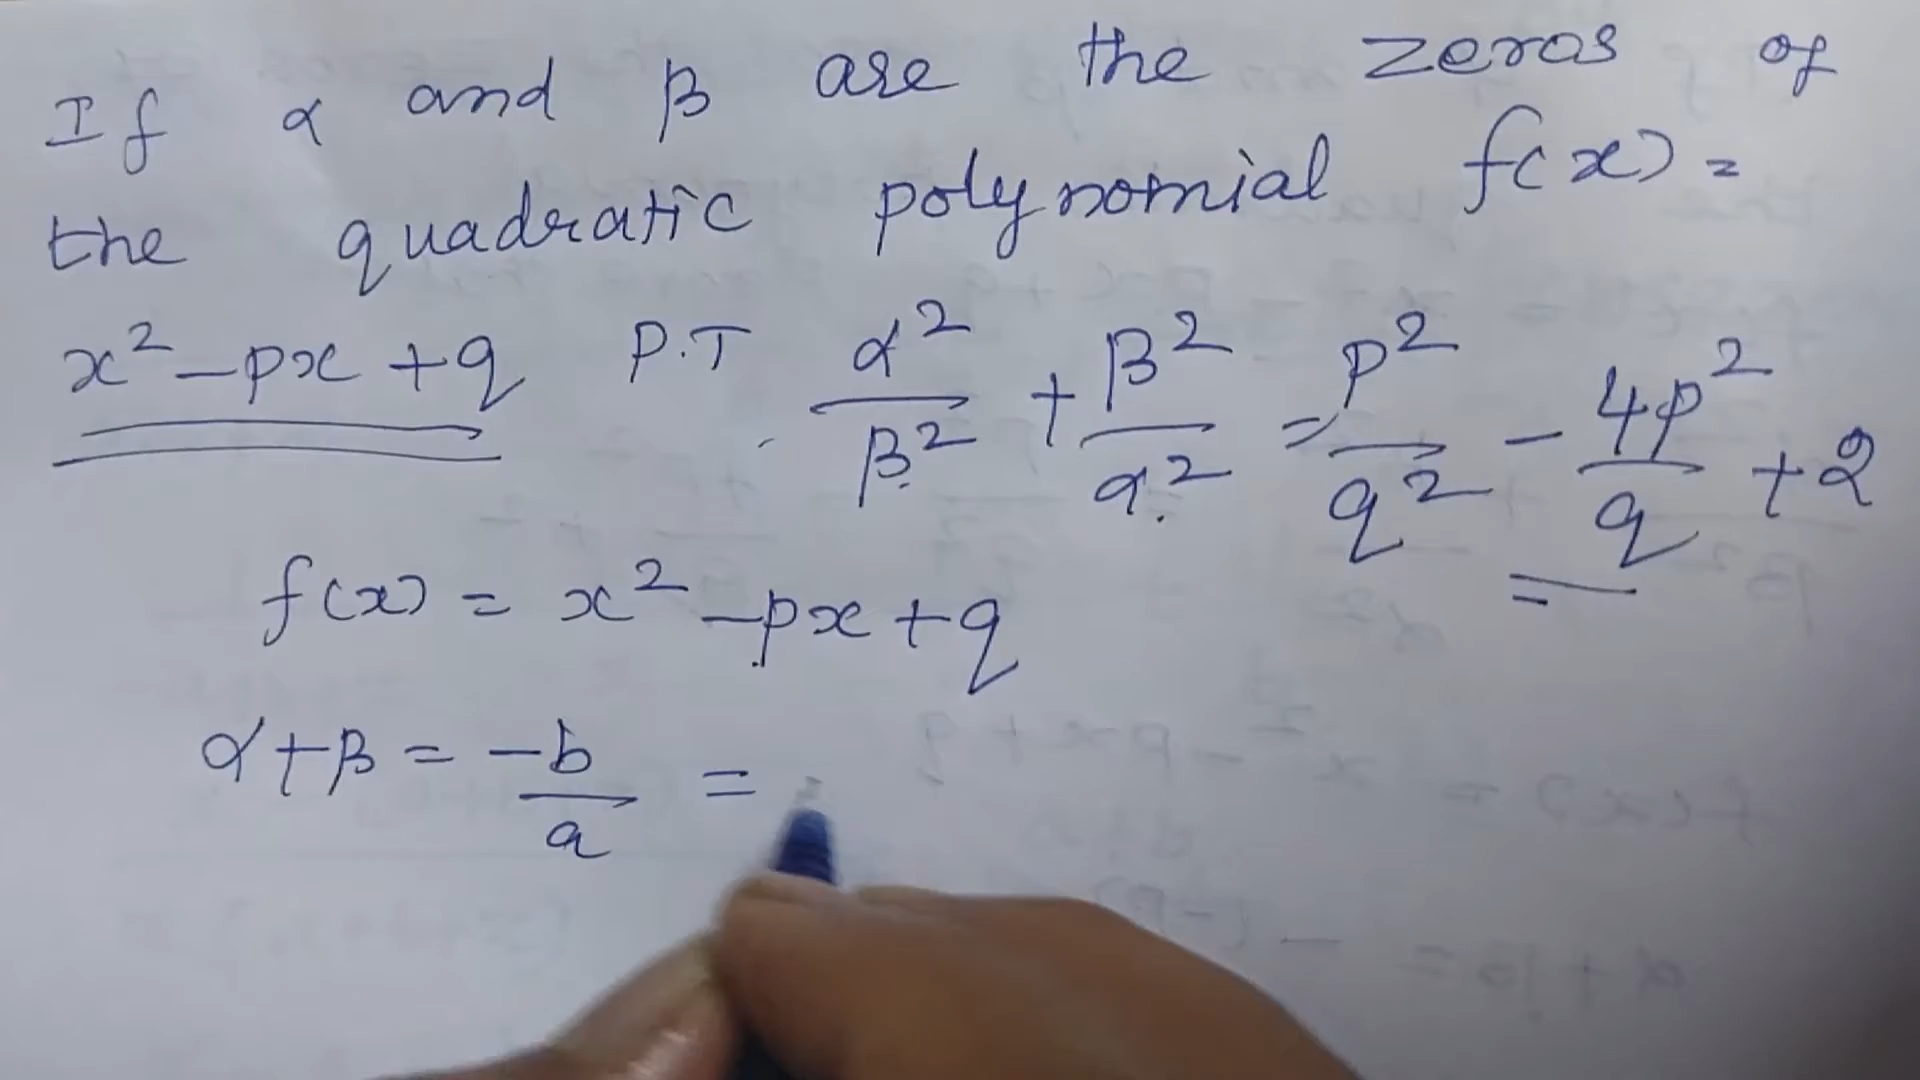 If α and β are the zeros of
the quadratic polynomial f(x) =
x² - px + q P.T α²/β² + β²/α² = p²/q² - 4p²/q + 2
f(x) = x² - px + q
α + β = -b/a =